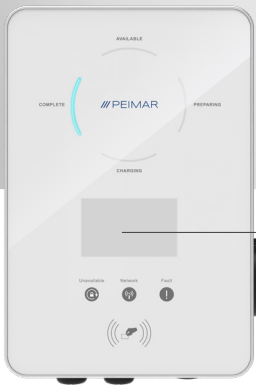 AVAILABLE
COMPLETE
PEIMAR
PREPARING
CHARGING
Unavailable
Network
Fault